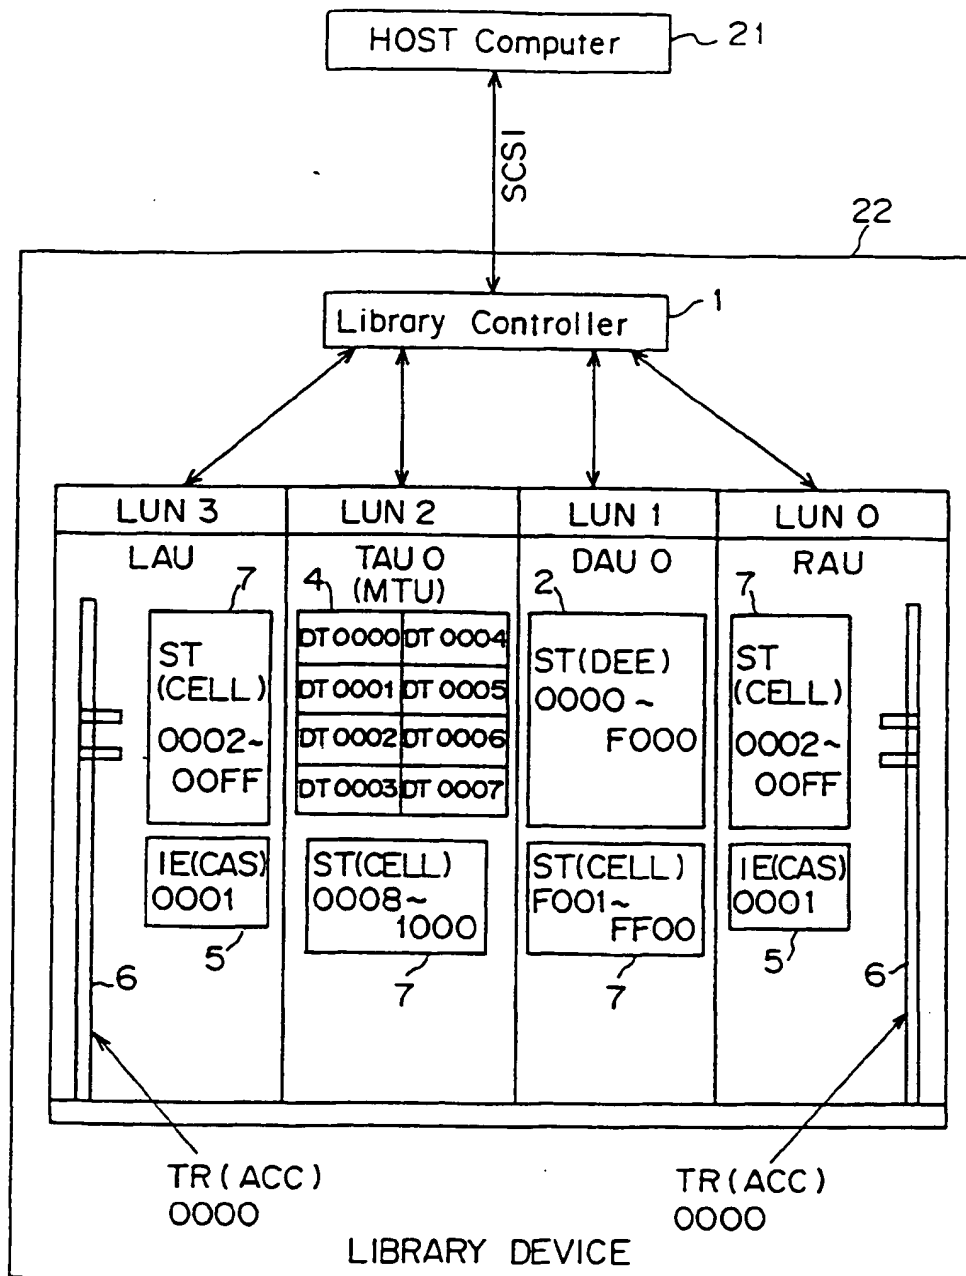 HOST Computer
21
SCSI
22
Library Controller
1
LUN 3
LUN 2
LUN 1
LUN 0
LAU
TAU 0
(MTU)
DAU 0
RAU
7
ST
(CELL)
0002~
00FF
IE(CAS)
0001
5
6
4
DT 0000
DT 0004
DT 0001
DT 0005
DT 0002
DT 0006
DT 0003
DT 0007
ST(CELL)
0008~
1000
7
2
ST(DEE)
0000~
F000
ST(CELL)
F001~
FF00
7
7
ST
(CELL)
0002~
00FF
IE(CAS)
0001
5
6
TR(ACC)
0000
TR(ACC)
0000
LIBRARY DEVICE